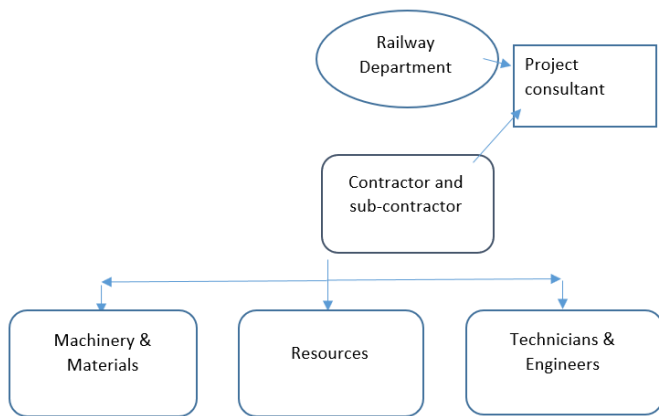 Railway
Department
Project
consultant
Contractor and
sub-contractor
Machinery &
Materials
Resources
Technicians &
Engineers